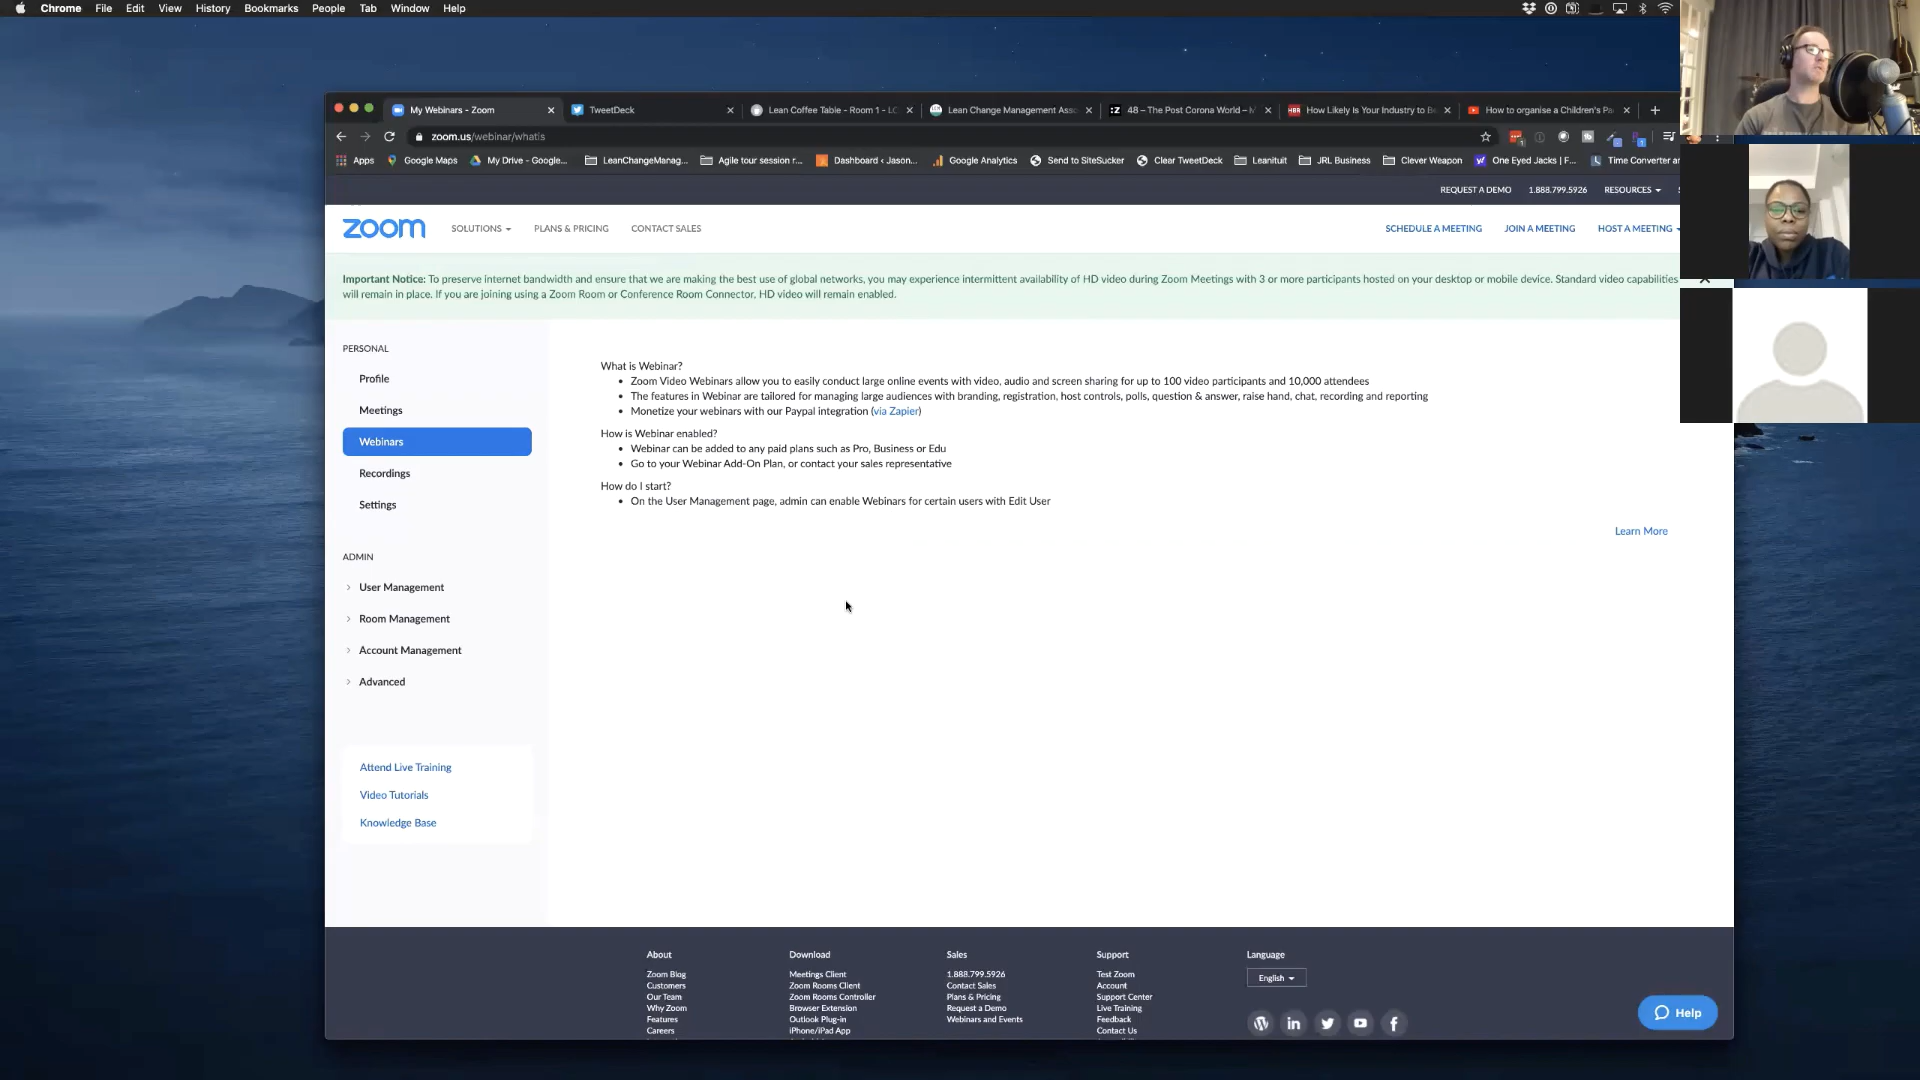 Chrome File Edit View History Bookmarks People Tab Window Help
My Webinars - Zoom
TweetDeck
Lean Coffee Table - Room 1 - LC
Lean Change Management Asso
48 – The Post Corona World –
How Likely Is Your Industry to B
How to organise a Children's Pa
zoom.us/webinar/whatis
Apps Google Maps My Drive - Google... LeanChangeManag... Agile tour session r... Dashboard ‹ Jason... Google Analytics Send to SiteSucker Clear TweetDeck Leanituit JRL Business Clever Weapon One Eyed Jacks | F... Time Converter an
REQUEST A DEMO 1.888.799.5926 RESOURCES
zoom SOLUTIONS PLANS & PRICING CONTACT SALES SCHEDULE A MEETING JOIN A MEETING HOST A MEETING
Important Notice: To preserve internet bandwidth and ensure that we are making the best use of global networks, you may experience intermittent availability of HD video during Zoom Meetings with 3 or more participants hosted on your desktop or mobile device. Standard video capabilities
will remain in place. If you are joining using a Zoom Room or Conference Room Connector, HD video will remain enabled.
PERSONAL
Profile
Meetings
Webinars
Recordings
Settings
ADMIN
User Management
Room Management
Account Management
Advanced
Attend Live Training
Video Tutorials
Knowledge Base
What is Webinar?
Zoom Video Webinars allow you to easily conduct large online events with video, audio and screen sharing for up to 100 video participants and 10,000 attendees
The features in Webinar are tailored for managing large audiences with branding, registration, host controls, polls, question & answer, raise hand, chat, recording and reporting
Monetize your webinars with our Paypal integration (via Zapier)
How is Webinar enabled?
Webinar can be added to any paid plans such as Pro, Business or Edu
Go to your Webinar Add-On Plan, or contact your sales representative
How do I start?
On the User Management page, admin can enable Webinars for certain users with Edit User
Learn More
About
Zoom Blog
Customers
Our Team
Why Zoom
Features
Careers
Download
Meetings Client
Zoom Rooms Client
Zoom Rooms Controller
Browser Extension
Outlook Plug-in
iPhone/iPad App
Sales
1.888.799.5926
Contact Sales
Plans & Pricing
Request a Demo
Webinars and Events
Support
Test Zoom
Account
Support Center
Live Training
Feedback
Contact Us
Language
English
Help